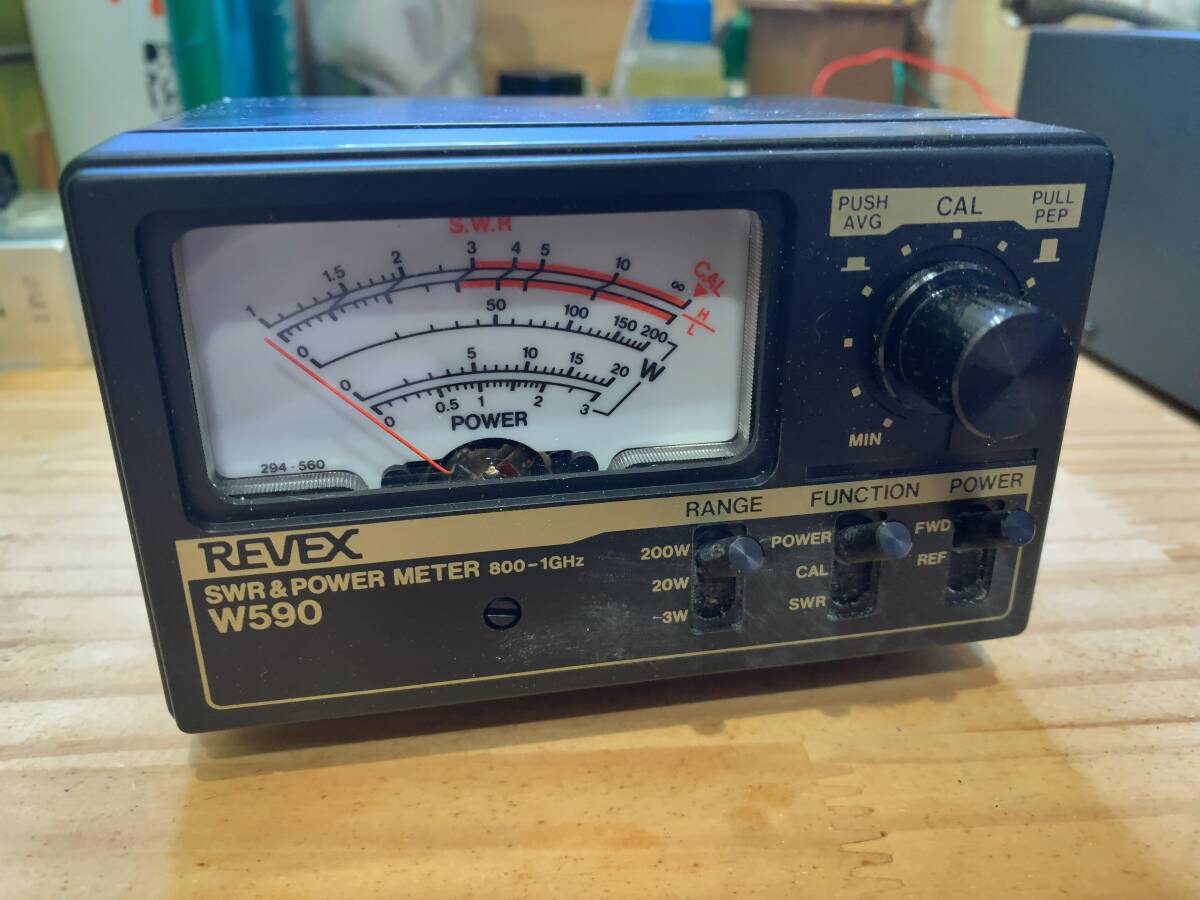 S.W.R
1 1.5 2 3 4 5 10 ∞ CAL
H
L
0 50 100 150 200
W
0 5 10 15 20
0 0.5 1 2 3
POWER
294-560
PUSH AVG
CAL
PULL PEP
MIN
RANGE
200W
20W
3W
FUNCTION
POWER
CAL
SWR
POWER
FWD
REF
REVEX
SWR & POWER METER 800-1GHz
W590